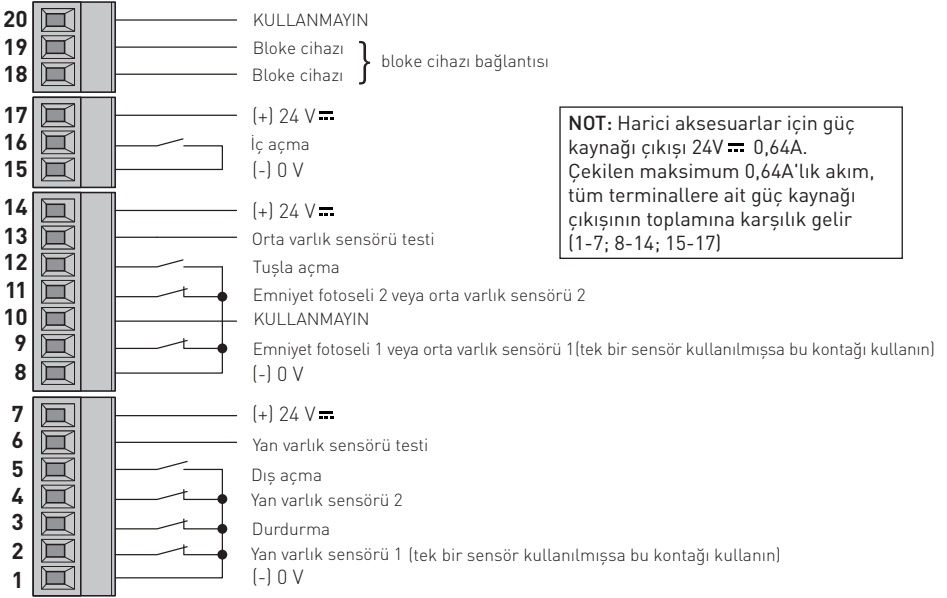 20 KULLANMAYIN
19 Bloke cihazı
18 Bloke cihazı
bloke cihazı bağlantısı
17 (+) 24 V
16 İç açma
15 (-) 0 V
14 (+) 24 V
13 Orta varlık sensörü testi
12 Tuşla açma
11 Emniyet fotoseli 2 veya orta varlık sensörü 2
10 KULLANMAYIN
9 Emniyet fotoseli 1 veya orta varlık sensörü 1(tek bir sensör kullanılmışsa bu kontağı kullanın)
8 (-) 0 V
7 (+) 24 V
6 Yan varlık sensörü testi
5 Dış açma
4 Yan varlık sensörü 2
3 Durdurma
2 Yan varlık sensörü 1 (tek bir sensör kullanılmışsa bu kontağı kullanın)
1 (-) 0 V
NOT: Harici aksesuarlar için güç
kaynağı çıkışı 24V 0,64A.
Çekilen maksimum 0,64A'lık akım,
tüm terminallere ait güç kaynağı
çıkışının toplamına karşılık gelir
(1-7; 8-14; 15-17)